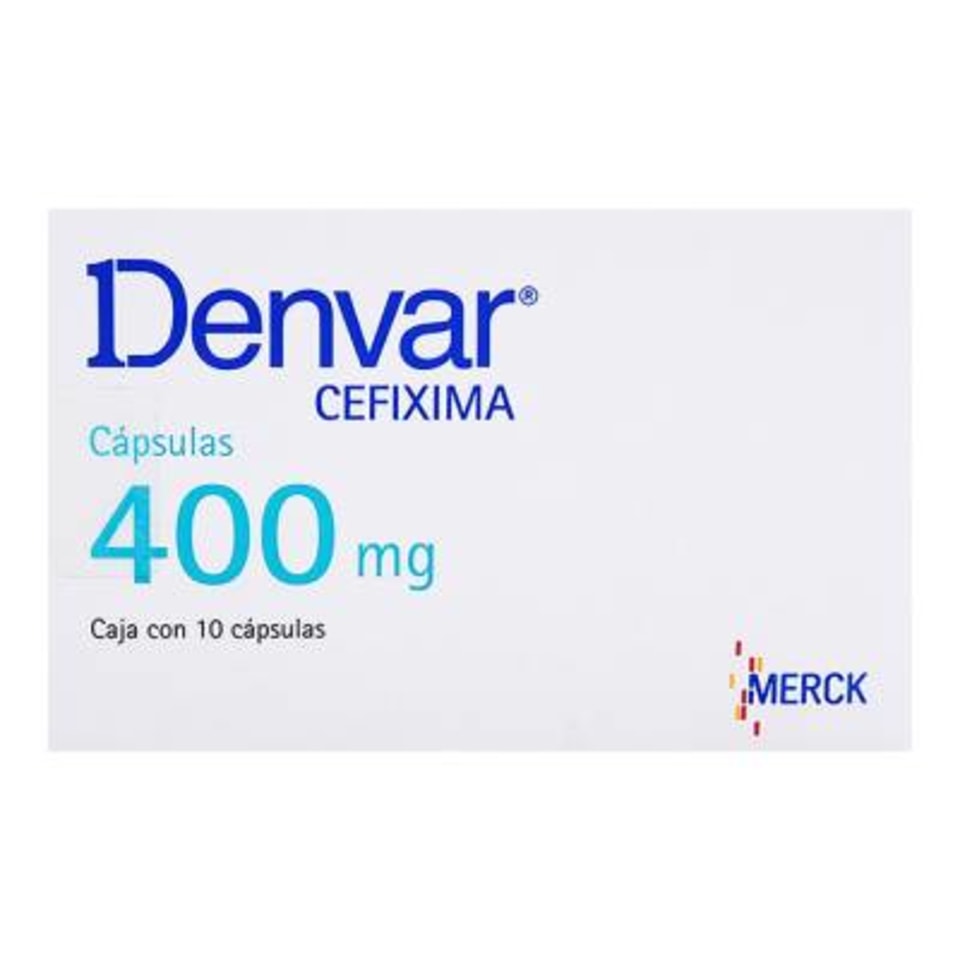 Denvar®
CEFIXIMA
Cápsulas
400 mg
Caja con 10 cápsulas
MERCK